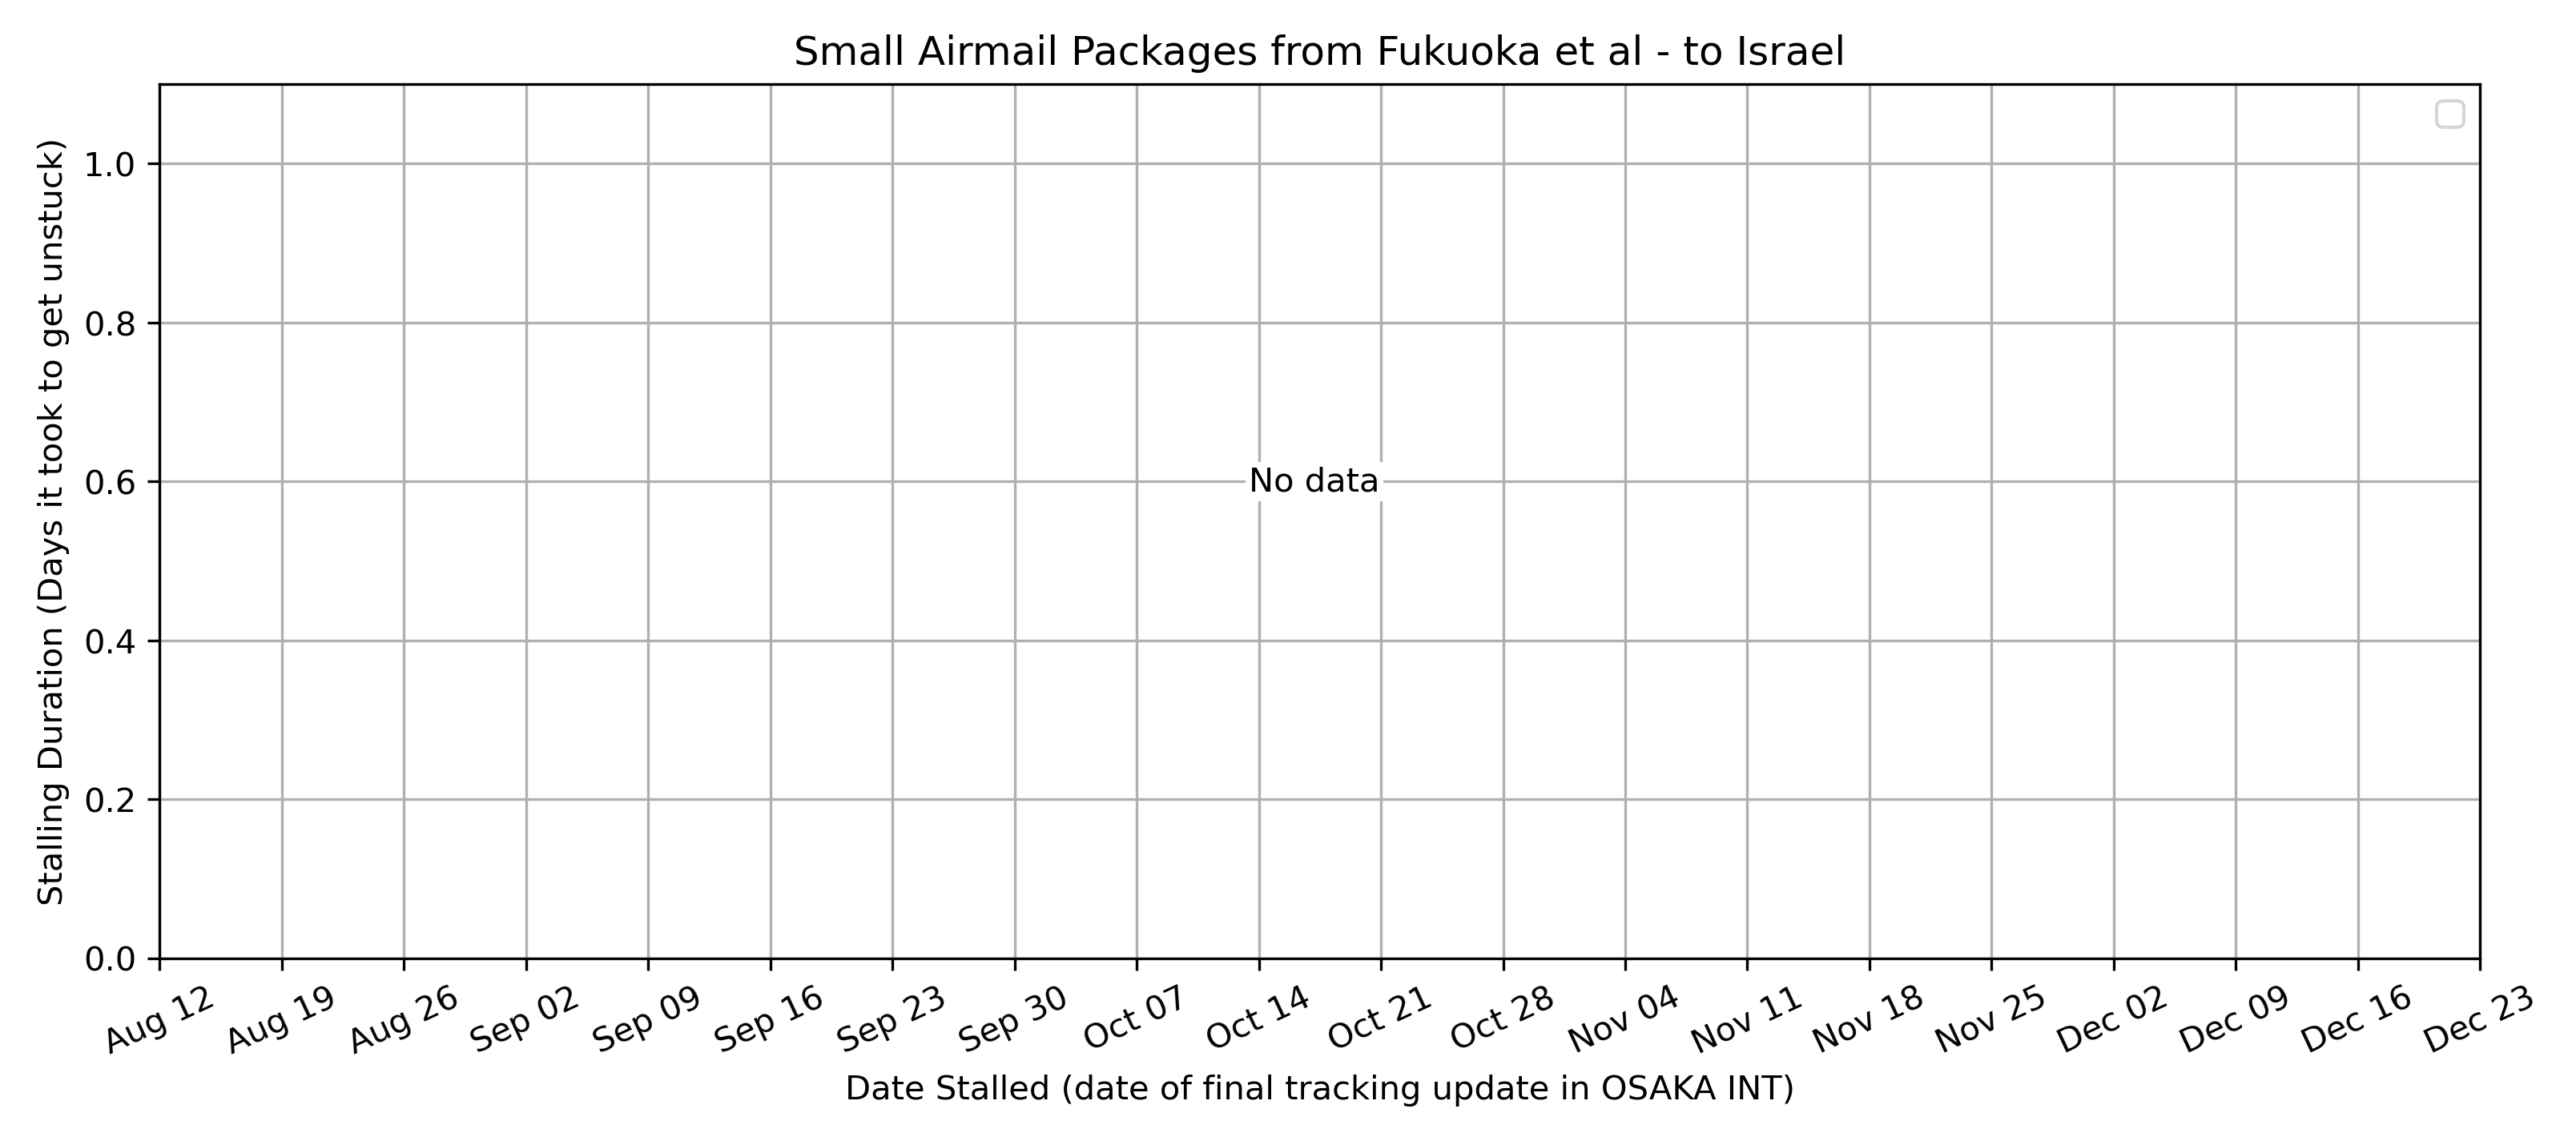 Small Airmail Packages from Fukuoka et al - to Israel
Stalling Duration (Days it took to get unstuck)
1.0
0.8
0.6
0.4
0.2
0.0
No data
Aug 12
Aug 19
Aug 26
Sep 02
Sep 09
Sep 16
Sep 23
Sep 30
Oct 07
Oct 14
Oct 21
Oct 28
Nov 04
Nov 11
Nov 18
Nov 25
Dec 02
Dec 09
Dec 16
Dec 23
Date Stalled (date of final tracking update in OSAKA INT)